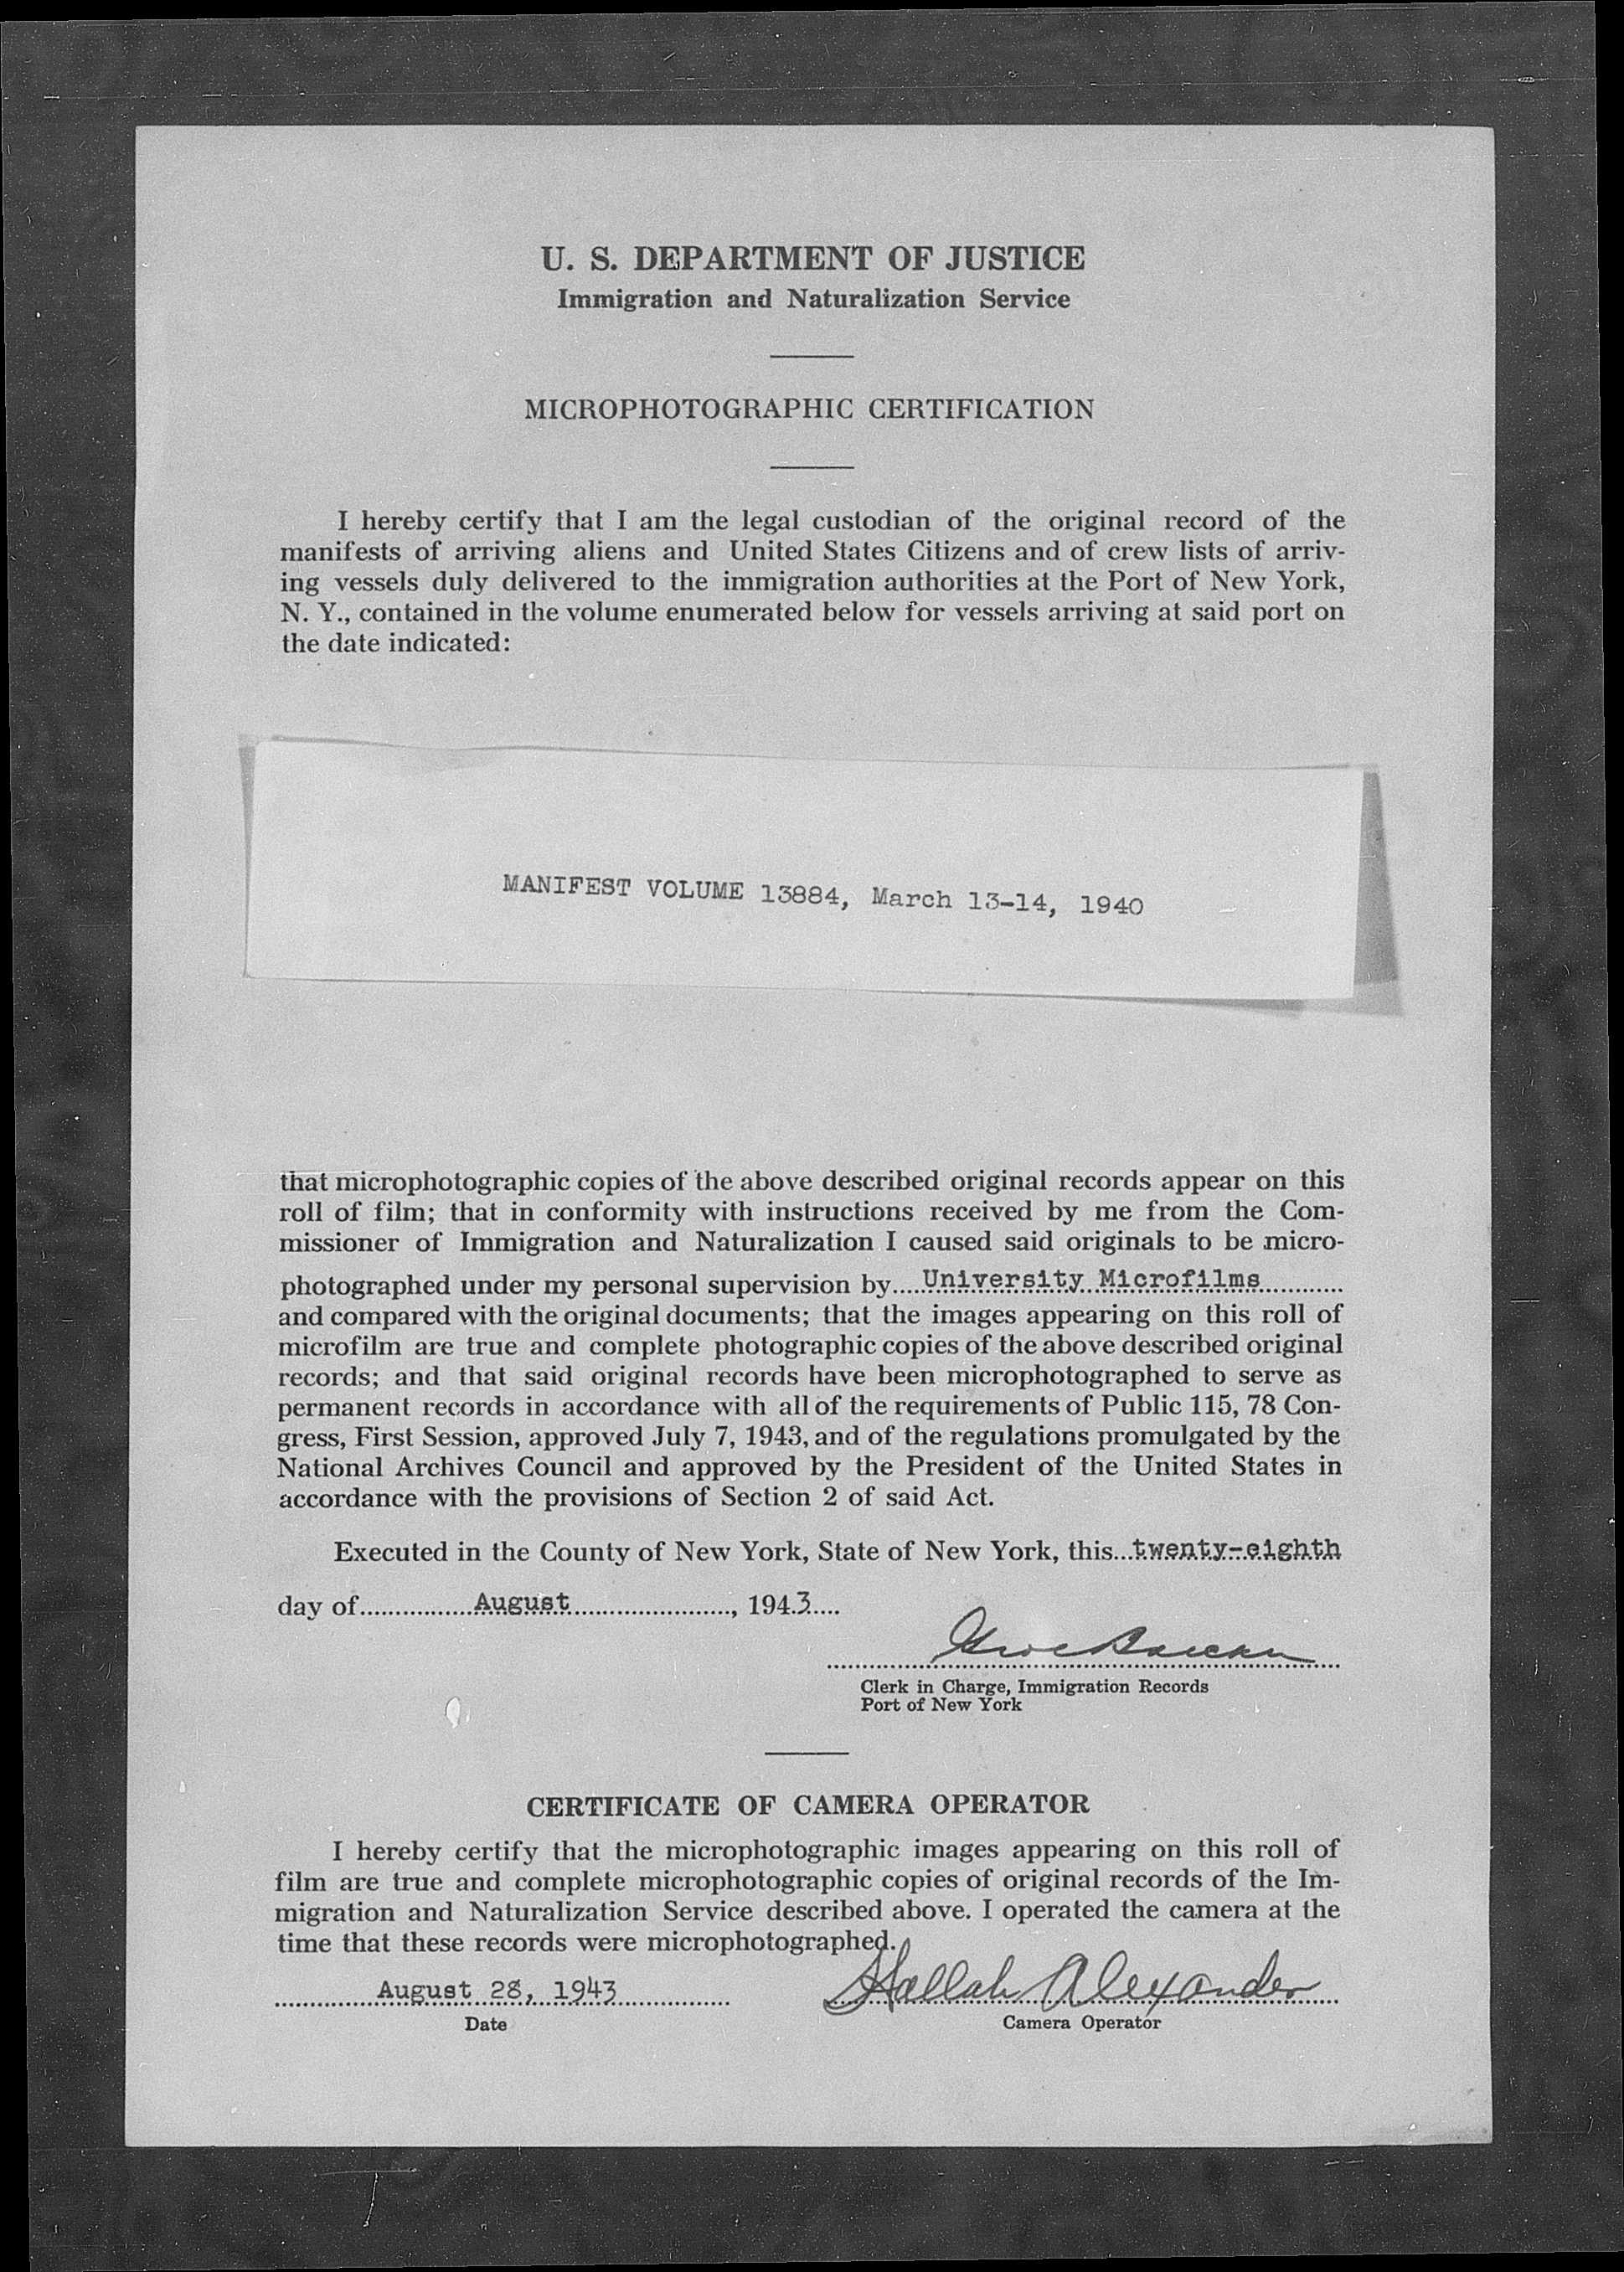 U. S. DEPARTMENT OF JUSTICE
Immigration and Naturalization Service
MICROPHOTOGRAPHIC CERTIFICATION
I hereby certify that I am the legal custodian of the original record of the
manifests of arriving aliens and United States Citizens and of crew lists of arriv-
ing vessels duly delivered to the immigration authorities at the Port of New York,
N. Y., contained in the volume enumerated below for vessels arriving at said port on
the date indicated:
MANIFEST VOLUME 13884, March 13-14, 1940
that microphotographic copies of the above described original records appear on this
roll of film; that in conformity with instructions received by me from the Com-
missioner of Immigration and Naturalization I caused said originals to be micro-
photographed under my personal supervision by....University Microfilms............
and compared with the original documents; that the images appearing on this roll of
microfilm are true and complete photographic copies of the above described original
records; and that said original records have been microphotographed to serve as
permanent records in accordance with all of the requirements of Public 115, 78 Con-
gress, First Session, approved July 7, 1943, and of the regulations promulgated by the
National Archives Council and approved by the President of the United States in
accordance with the provisions of Section 2 of said Act.
Executed in the County of New York, State of New York, this...twenty-eighth
day of................August......................., 1943....
Clerk in Charge, Immigration Records
Port of New York
CERTIFICATE OF CAMERA OPERATOR
I hereby certify that the microphotographic images appearing on this roll of
film are true and complete microphotographic copies of original records of the Im-
migration and Naturalization Service described above. I operated the camera at the
time that these records were microphotographed.
August 28, 1943 Hallah Alexander
Date Camera Operator